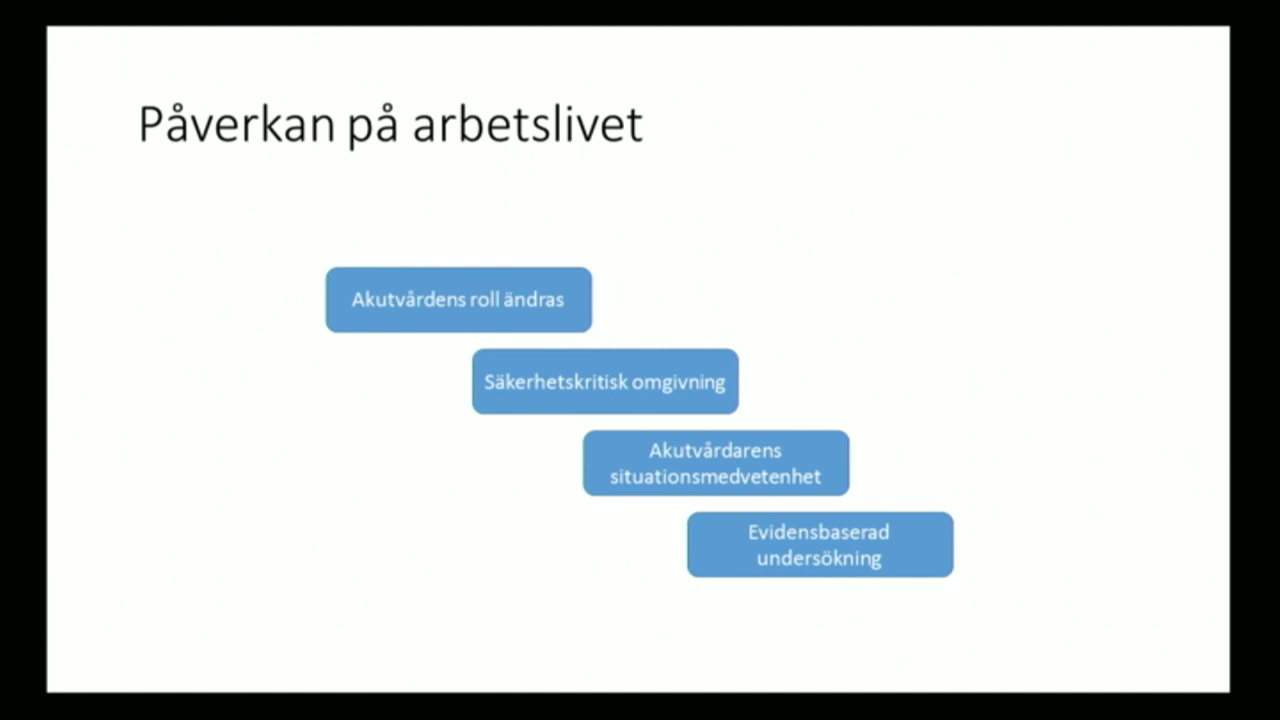 Påverkan på arbetslivet
Akutvårdens roll ändras
Säkerhetskritisk omgivning
Akutvårdarens
situationsmedvetenhet
Evidensbaserad
undersökning